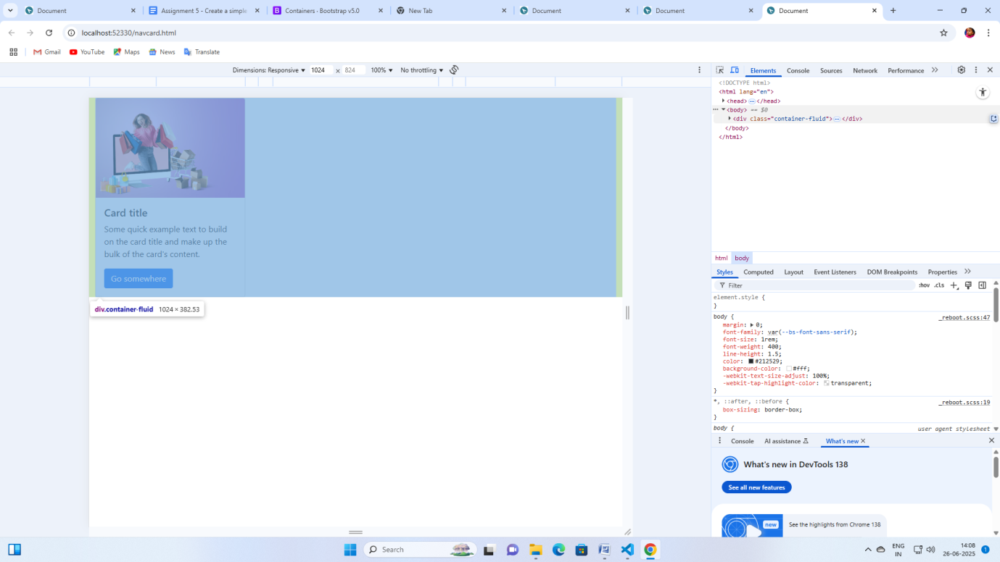 Document
Assignment 5 - Create a simple
Containers · Bootstrap v5.0
New Tab
Document
Document
Document
localhost:52330/navcard.html
Gmail
YouTube
Maps
News
Translate
Dimensions: Responsive
1024
x
824
100%
No throttling
Elements
Console
Sources
Network
Performance
<!DOCTYPE html>
<html lang="en">
<head> </head>
<body> == $0
<div class="container-fluid"> </div>
</body>
</html>
Card title
Some quick example text to build
on the card title and make up the
bulk of the card's content.
Go somewhere
div.container-fluid 1024 × 382.53
html
body
Styles
Computed
Layout
Event Listeners
DOM Breakpoints
Properties
Filter
:hov
.cls
element.style {
}
body {
_reboot.scss:47
margin: 0;
font-family: var(--bs-font-sans-serif);
font-size: 1rem;
font-weight: 400;
line-height: 1.5;
color: #212529;
background-color: #fff;
-webkit-text-size-adjust: 100%;
-webkit-tap-highlight-color: transparent;
}
*, ::after, ::before {
_reboot.scss:19
box-sizing: border-box;
}
body {
user agent stylesheet
Console
AI assistance
What's new
What's new in DevTools 138
See all new features
new
See the highlights from Chrome 138
Search
ENG
IN
14:08
26-06-2025
1